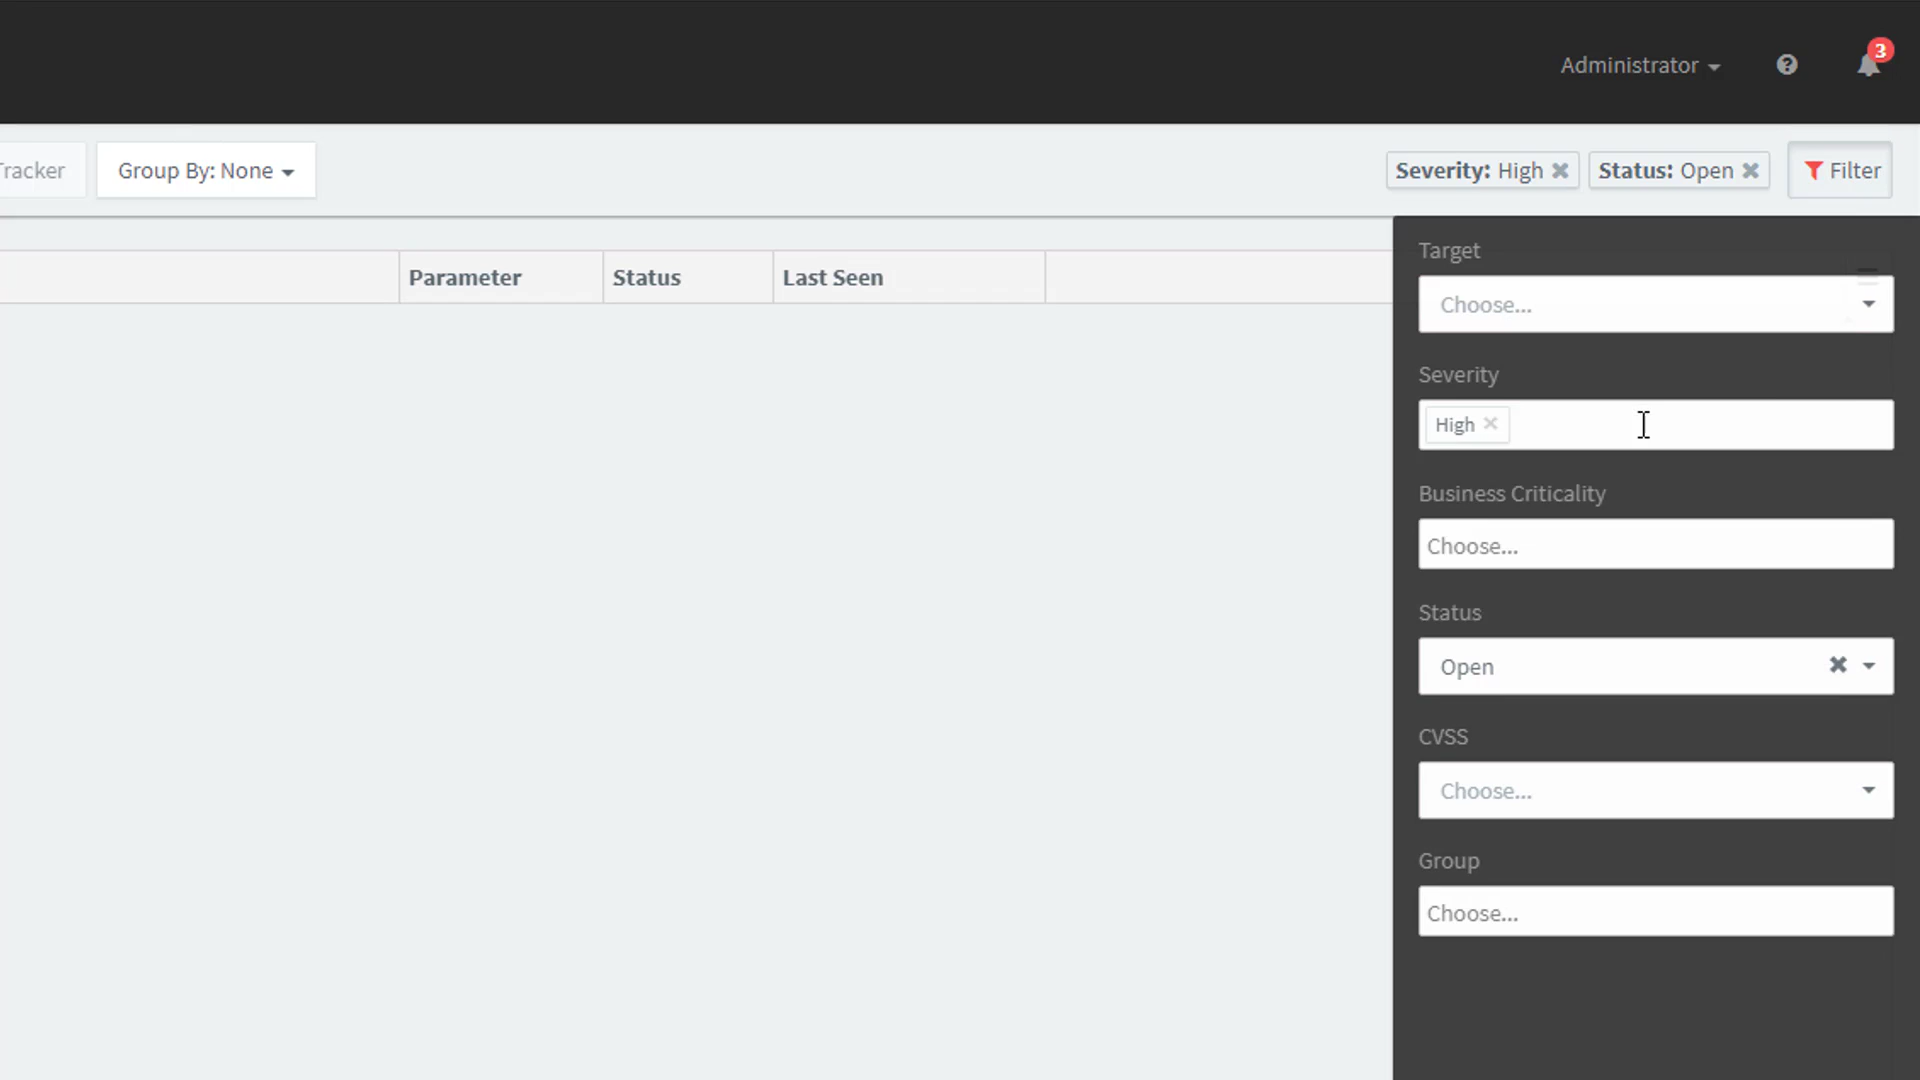 Administrator
3
Tracker
Group By: None
Severity: High
Status: Open
Filter
Parameter
Status
Last Seen
Target
Choose...
Severity
High
Business Criticality
Choose...
Status
Open
CVSS
Choose...
Group
Choose...